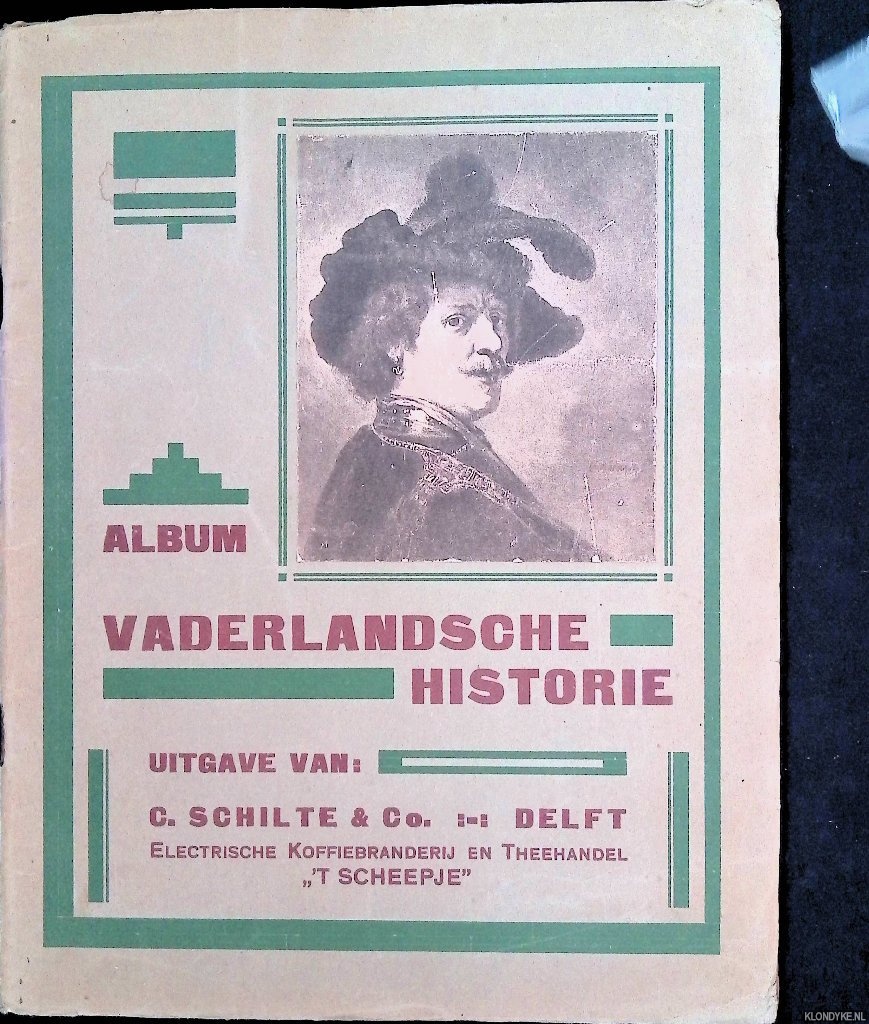 ALBUM
VADERLANDSCHE
HISTORIE
UITGAVE VAN:
C. SCHILTE & Co. :-: DELFT
ELECTRISCHE KOFFIEBRANDERIJ EN THEEHANDEL
„'T SCHEEPJE”
KLONDYKE.NL